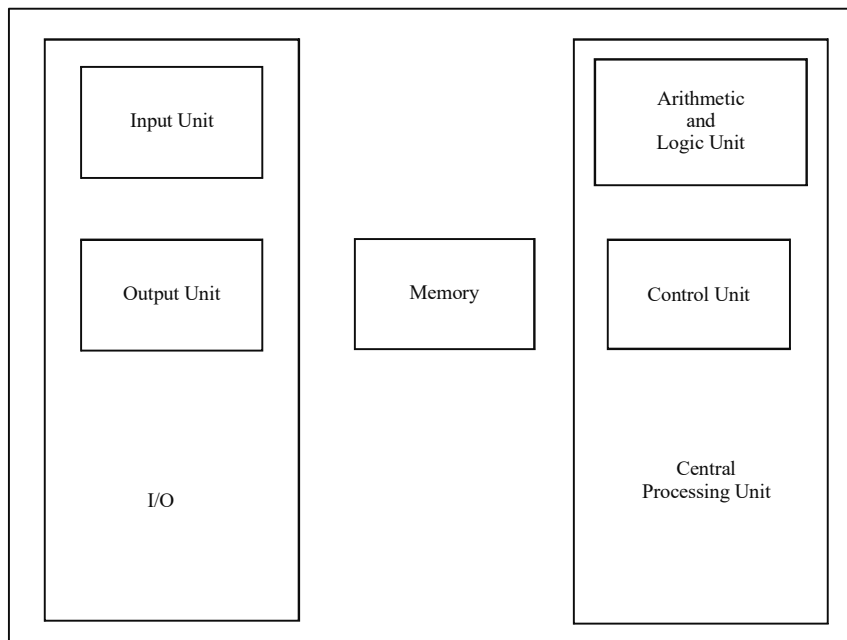 Input Unit
Output Unit
I/O
Memory
Arithmetic
and
Logic Unit
Control Unit
Central
Processing Unit